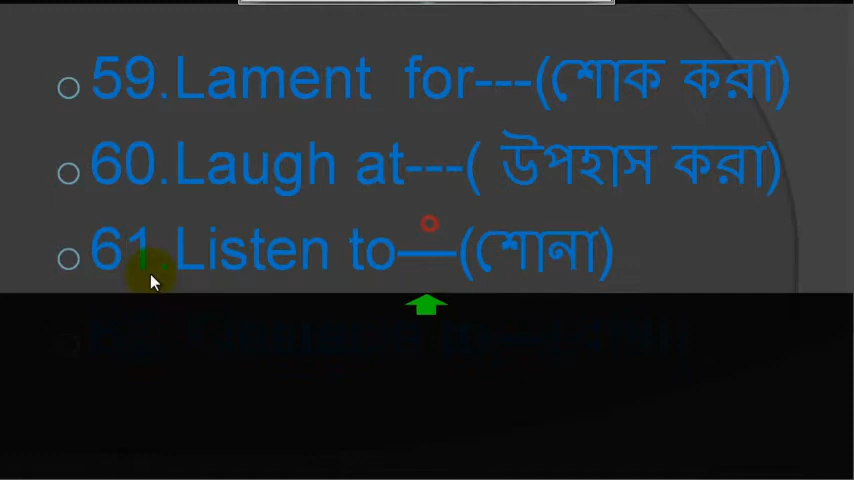 59.Lament for---(শোক করা)
60.Laugh at---( উপহাস করা)
61.Listen to—(শোনা)